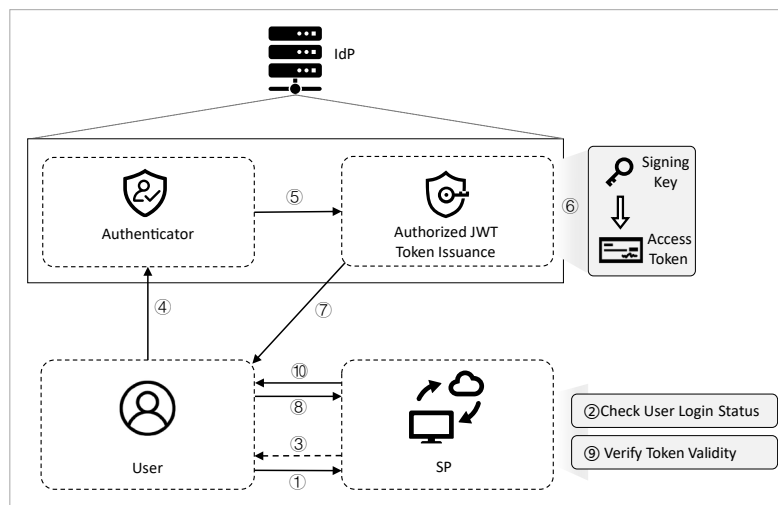 IdP
Authenticator
⑤
Authorized JWT
Token Issuance
⑥
Signing
Key
Access
Token
④
⑦
User
⑩
⑧
③
①
SP
②Check User Login Status
⑨ Verify Token Validity